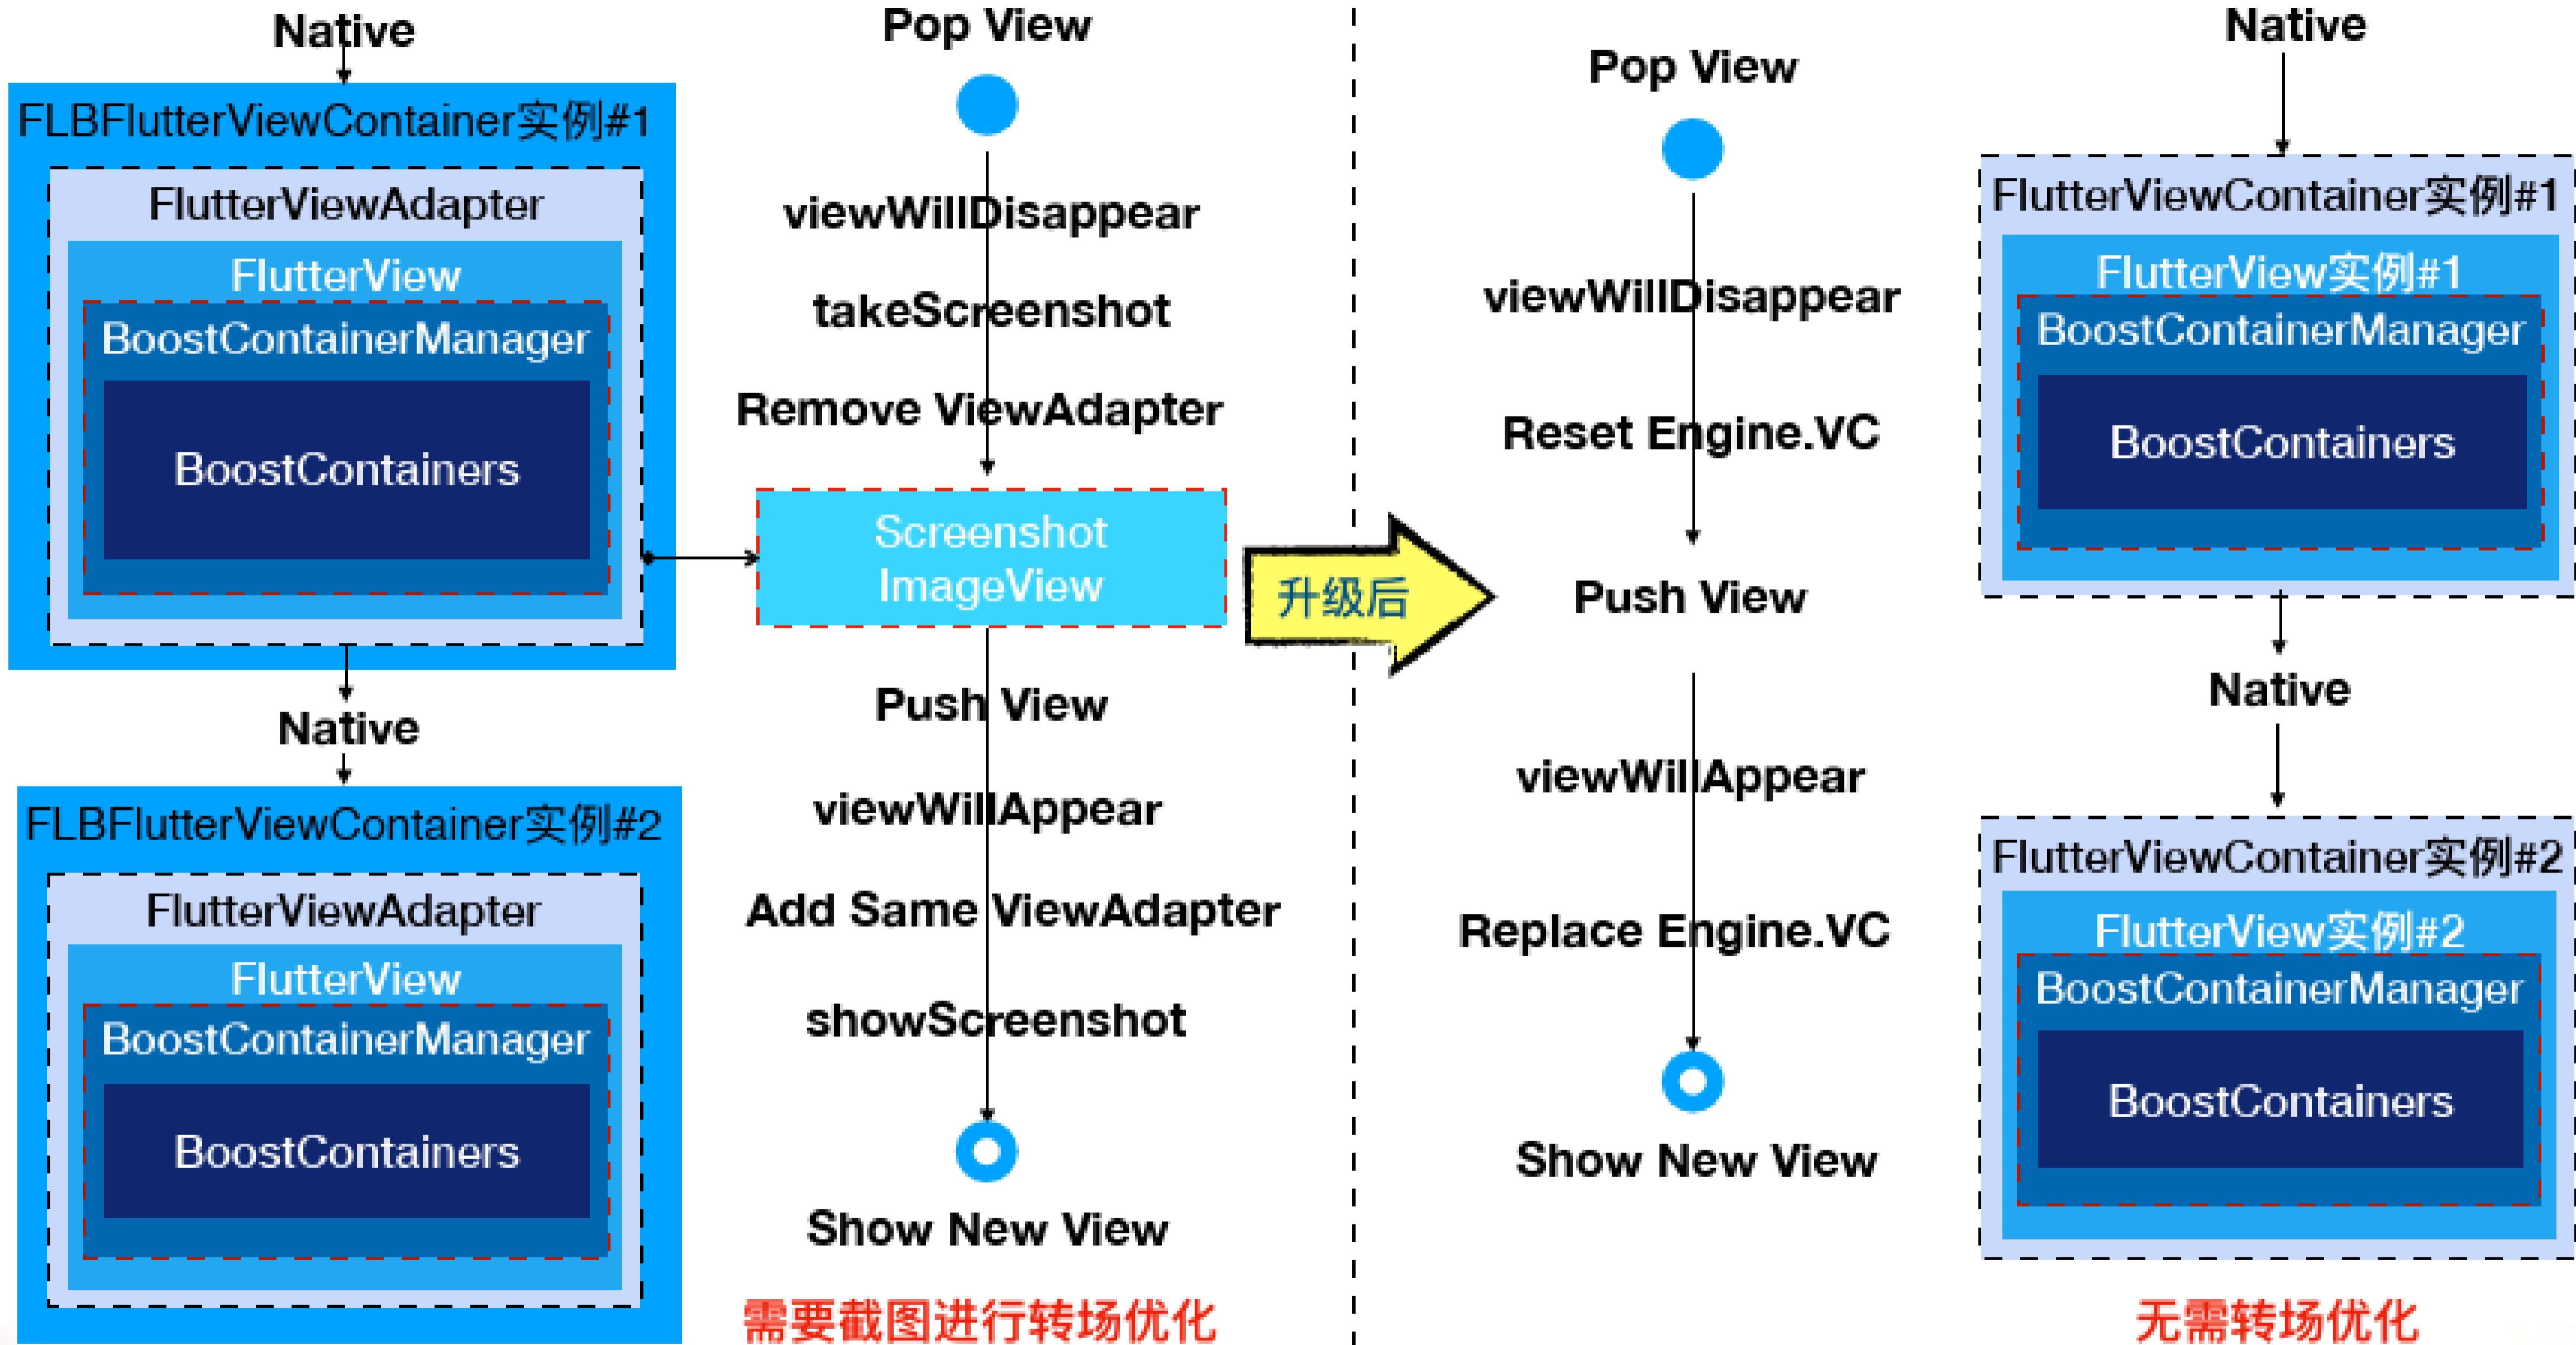 Native
FLBFlutterViewContainer实例#1
FlutterViewAdapter
FlutterView
BoostContainerManager
BoostContainers
Native
FLBFlutterViewContainer实例#2
FlutterViewAdapter
FlutterView
BoostContainerManager
BoostContainers
Pop View
viewWillDisappear
takeScreenshot
Remove ViewAdapter
Screenshot
ImageView
Push View
viewWillAppear
Add Same ViewAdapter
showScreenshot
Show New View
需要截图进行转场优化
升级后
Pop View
viewWillDisappear
Reset Engine.VC
Push View
viewWillAppear
Replace Engine.VC
Show New View
Native
FlutterViewContainer实例#1
FlutterView实例#1
BoostContainerManager
BoostContainers
Native
FlutterViewContainer实例#2
FlutterView实例#2
BoostContainerManager
BoostContainers
无需转场优化